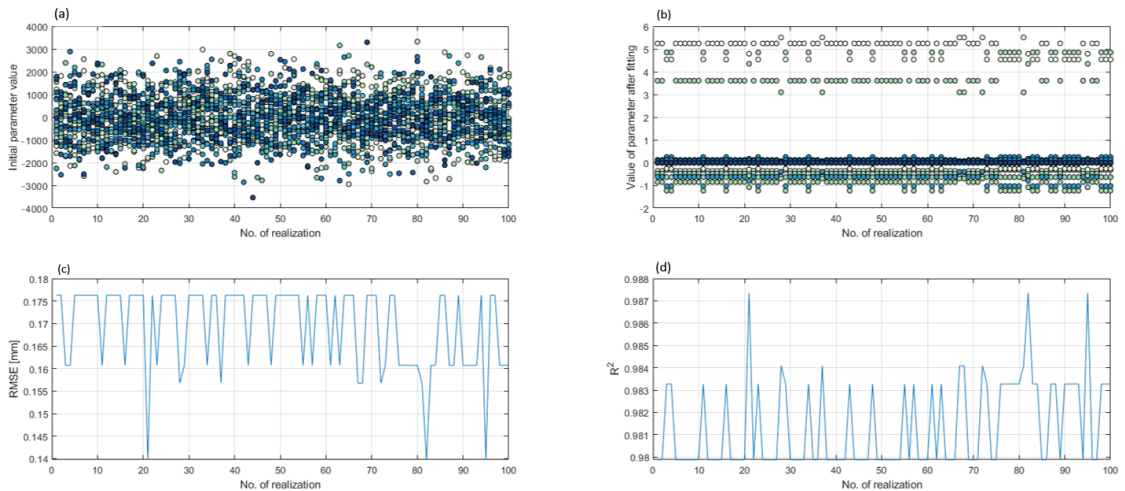 (a)
4000
3000
2000
1000
0
-1000
-2000
-3000
-4000
Initial parameter value
0 10 20 30 40 50 60 70 80 90 100
No. of realization
(b)
6
5
4
3
2
1
0
-1
-2
Value of parameter after fitting
0 10 20 30 40 50 60 70 80 90 100
No. of realization
(c)
0.18
0.175
0.17
0.165
0.16
0.155
0.15
0.145
0.14
RMSE [mm]
0 10 20 30 40 50 60 70 80 90 100
No. of realization
(d)
0.988
0.987
0.986
0.985
0.984
0.983
0.982
0.981
0.98
R²
0 10 20 30 40 50 60 70 80 90 100
No. of realization